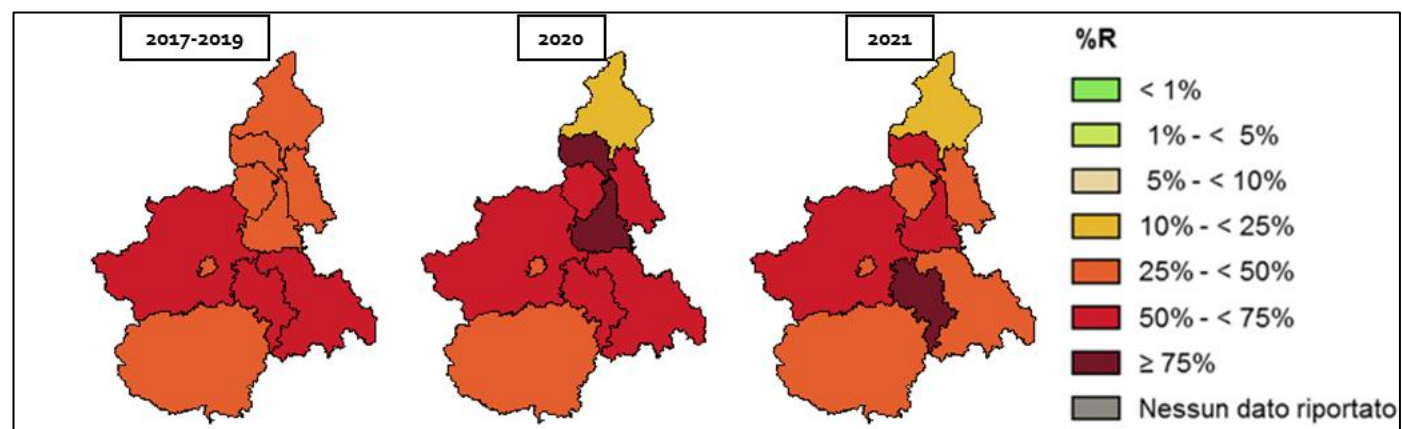 2017-2019
2020
2021
%R
< 1%
1% - < 5%
5% - < 10%
10% - < 25%
25% - < 50%
50% - < 75%
≥ 75%
Nessun dato riportato